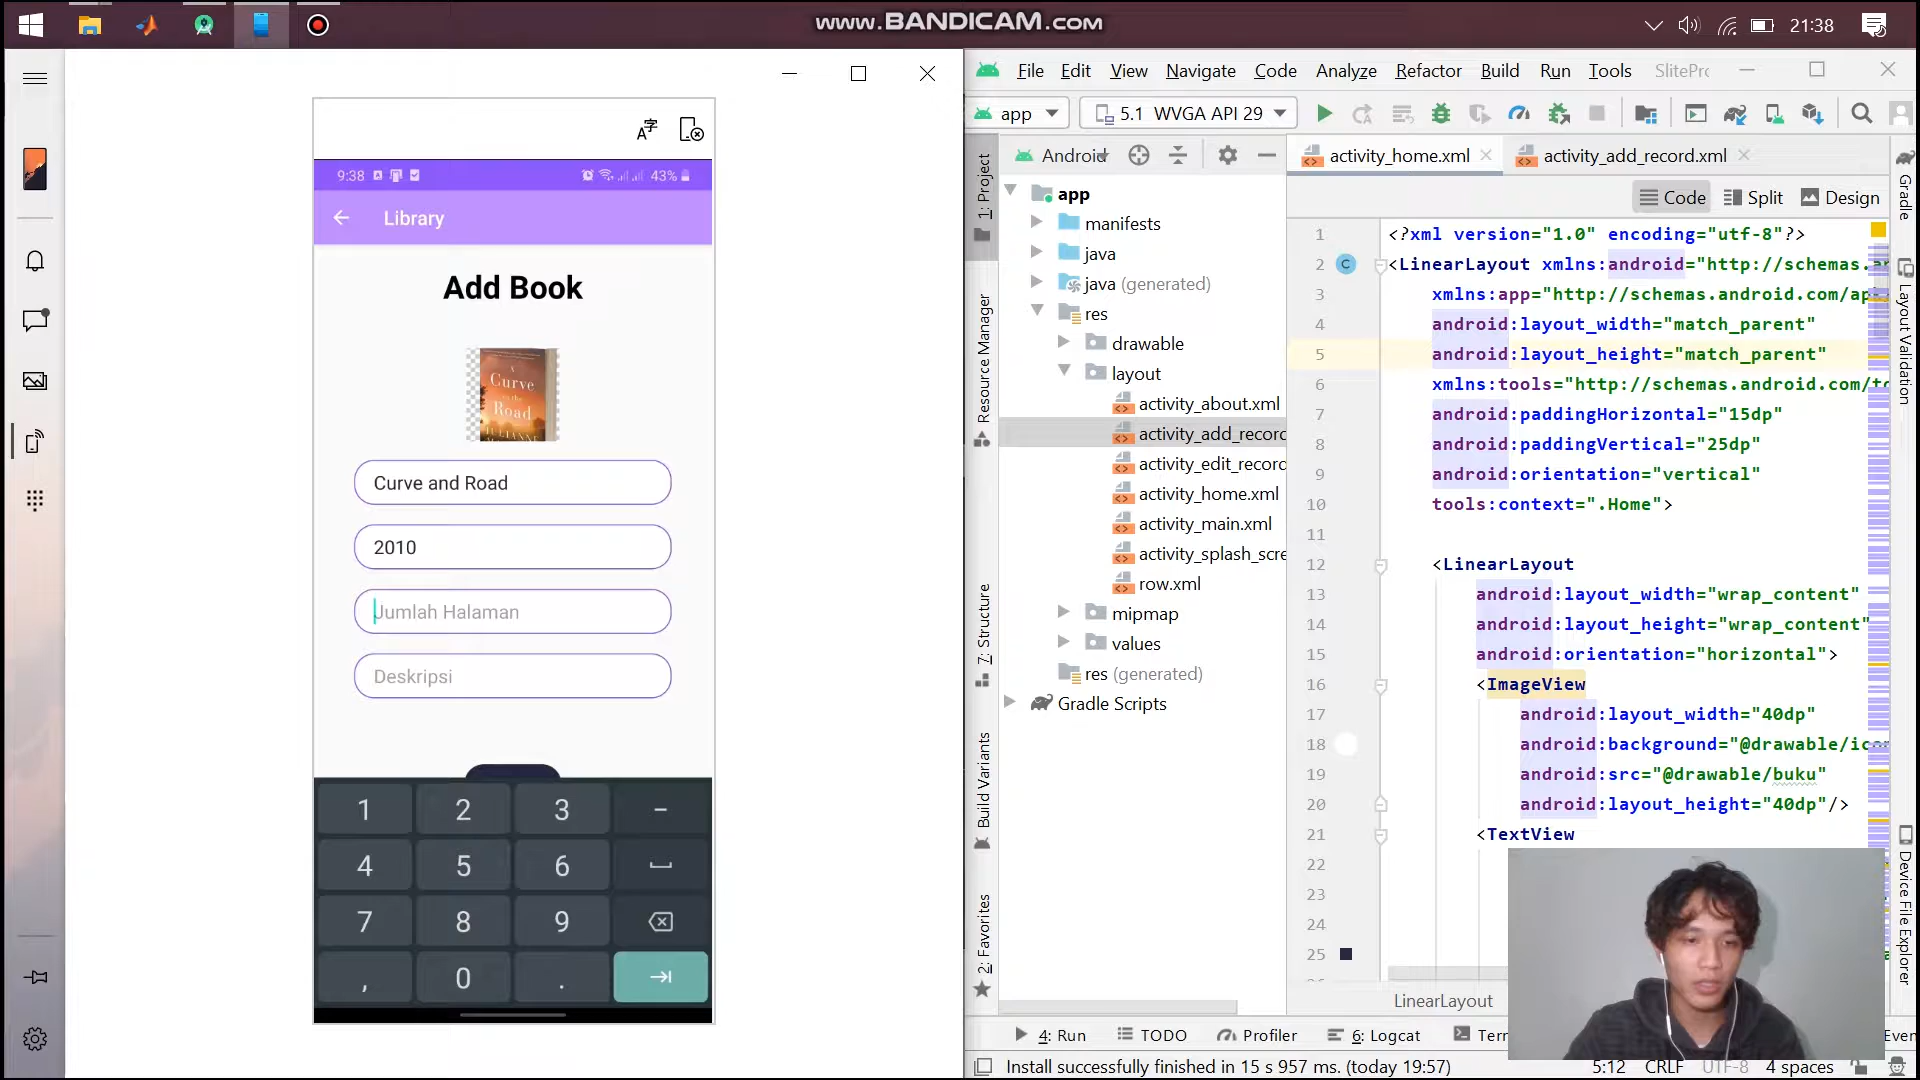 www.BANDICAM.com
21:38
9:38
43%
Library
Add Book
A
Curve
in the
Road
JULIANNE
Curve and Road
2010
Jumlah Halaman
Deskripsi
1 2 3 -
4 5 6
7 8 9
, 0 .
File Edit View Navigate Code Analyze Refactor Build Run Tools SlitePr
app
5.1 WVGA API 29
Android
activity_home.xml
activity_add_record.xml
Code
Split
Design
1: Project
Resource Manager
7: Structure
Build Variants
2: Favorites
app
manifests
java
java (generated)
res
drawable
layout
activity_about.xml
activity_add_record
activity_edit_record
activity_home.xml
activity_main.xml
activity_splash_scre
row.xml
mipmap
values
res (generated)
Gradle Scripts
1 <?xml version="1.0" encoding="utf-8"?>
2 <LinearLayout xmlns:android="http://schemas.
3 xmlns:app="http://schemas.android.com/ap
4 android:layout_width="match_parent"
5 android:layout_height="match_parent"
6 xmlns:tools="http://schemas.android.com/to
7 android:paddingHorizontal="15dp"
8 android:paddingVertical="25dp"
9 android:orientation="vertical"
10 tools:context=".Home">
11
12 <LinearLayout
13 android:layout_width="wrap_content"
14 android:layout_height="wrap_content"
15 android:orientation="horizontal">
16 <ImageView
17 android:layout_width="40dp"
18 android:background="@drawable/ico
19 android:src="@drawable/buku"
20 android:layout_height="40dp"/>
21 <TextView
22
23
24
25
LinearLayout
Gradle
Layout Validation
Device File Explorer
4: Run
TODO
Profiler
6: Logcat
Ter
Even
Install successfully finished in 15 s 957 ms. (today 19:57)
5:12 CRLF UTF-8 4 spaces